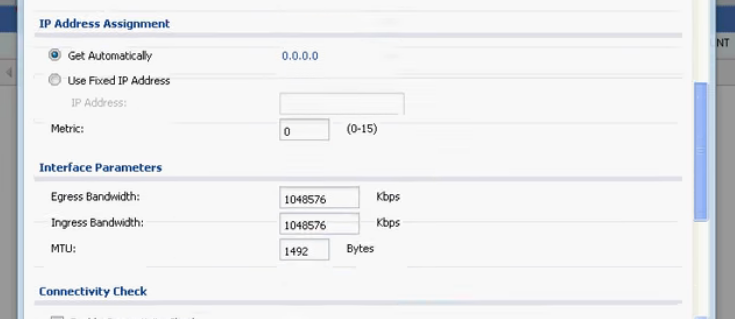 IP Address Assignment
NT
Get Automatically 0.0.0.0
Use Fixed IP Address
IP Address:
Metric: 0 (0-15)
Interface Parameters
Egress Bandwidth: 1048576 Kbps
Ingress Bandwidth: 1048576 Kbps
MTU: 1492 Bytes
Connectivity Check